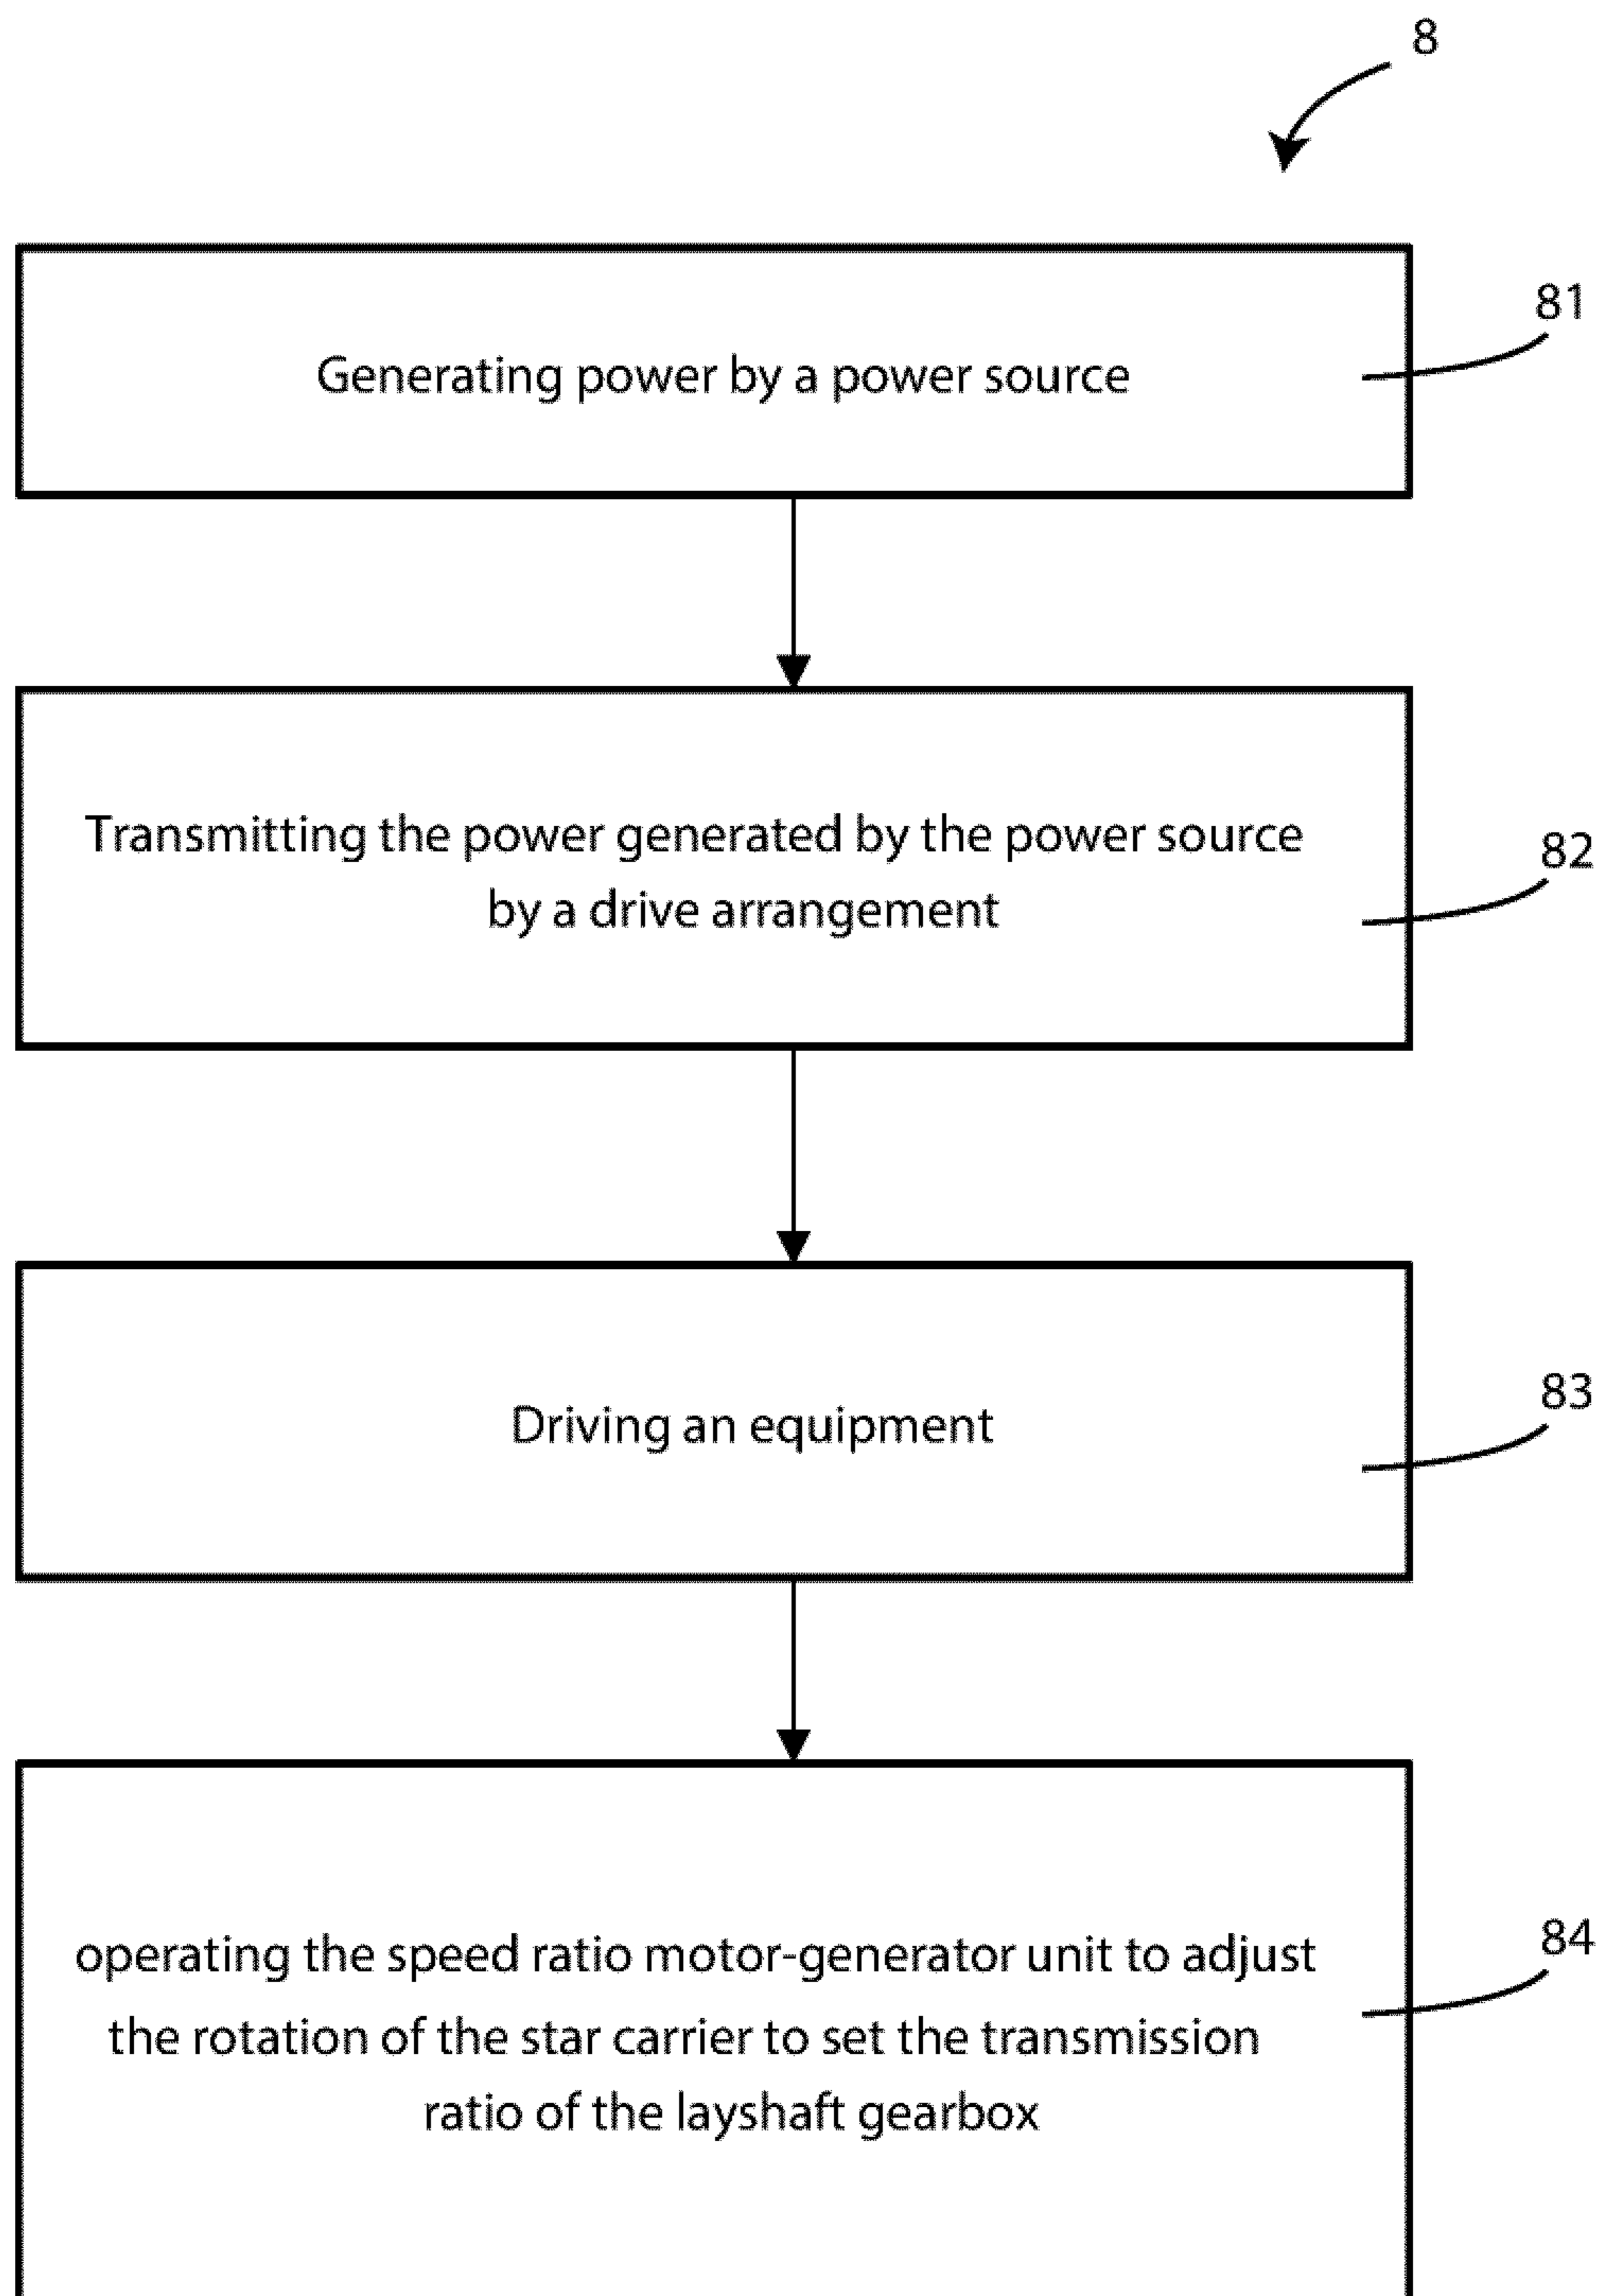 8
81
Generating power by a power source
Transmitting the power generated by the power source
82
by a drive arrangement
83
Driving an equipment
84
operating the speed ratio motor-generator unit to adjust
the rotation of the star carrier to set the transmission
ratio of the layshaft gearbox